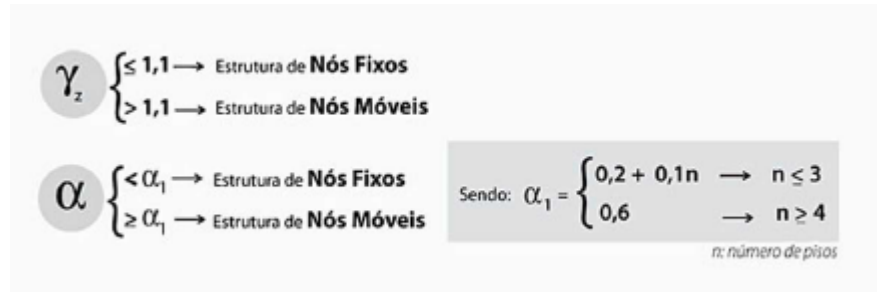 γz { ≤ 1,1 → Estrutura de Nós Fixos
> 1,1 → Estrutura de Nós Móveis
α { < α1 → Estrutura de Nós Fixos
≥ α1 → Estrutura de Nós Móveis
Sendo: α1 = { 0,2 + 0,1n → n ≤ 3
0,6 → n ≥ 4
n: número de pisos